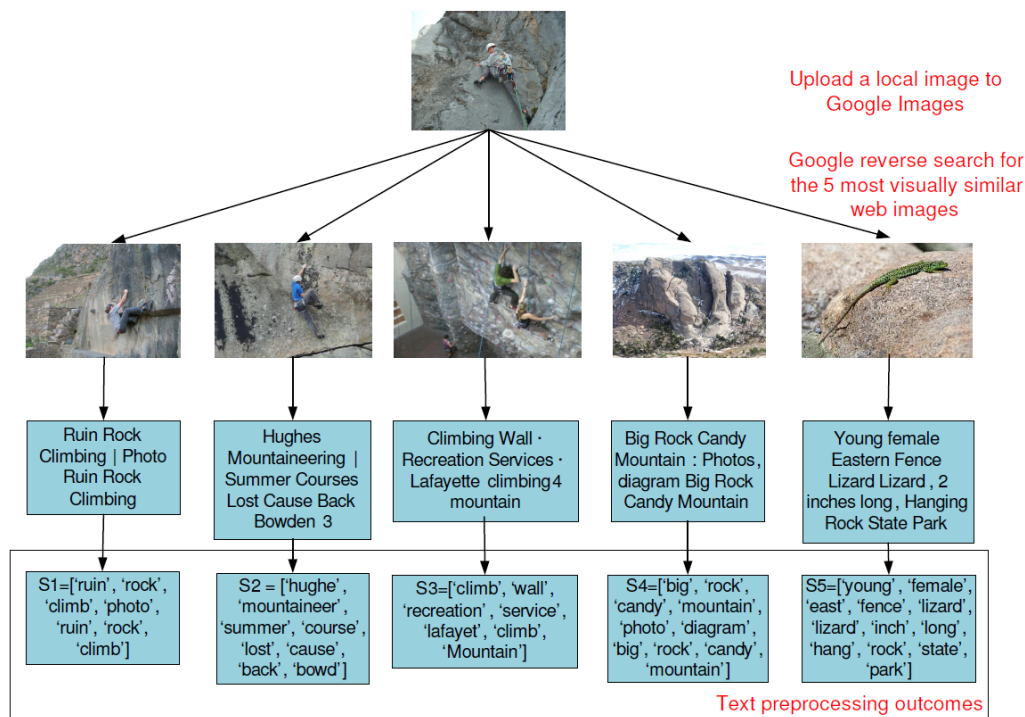 Upload a local image to
Google Images
Google reverse search for
the 5 most visually similar
web images
Ruin Rock
Climbing | Photo
Ruin Rock
Climbing
Hughes
Mountaineering |
Summer Courses
Lost Cause Back
Bowden 3
Climbing Wall ·
Recreation Services ·
Lafayette climbing4
mountain
Big Rock Candy
Mountain : Photos,
diagram Big Rock
Candy Mountain
Young female
Eastern Fence
Lizard Lizard , 2
inches long , Hanging
Rock State Park
S1=['ruin', 'rock',
'climb', 'photo',
'ruin', 'rock',
'climb']
S2 = ['hughe',
'mountaineer',
'summer', 'course',
'lost', 'cause',
'back', 'bowd']
S3=['climb', 'wall',
'recreation', 'service',
'lafayet', 'climb',
'Mountain']
S4=['big', 'rock',
'candy', 'mountain',
'photo', 'diagram',
'big', 'rock', 'candy',
'mountain']
S5=['young', 'female',
'east', 'fence', 'lizard',
'lizard', 'inch', 'long',
'hang', 'rock', 'state',
'park']
Text preprocessing outcomes